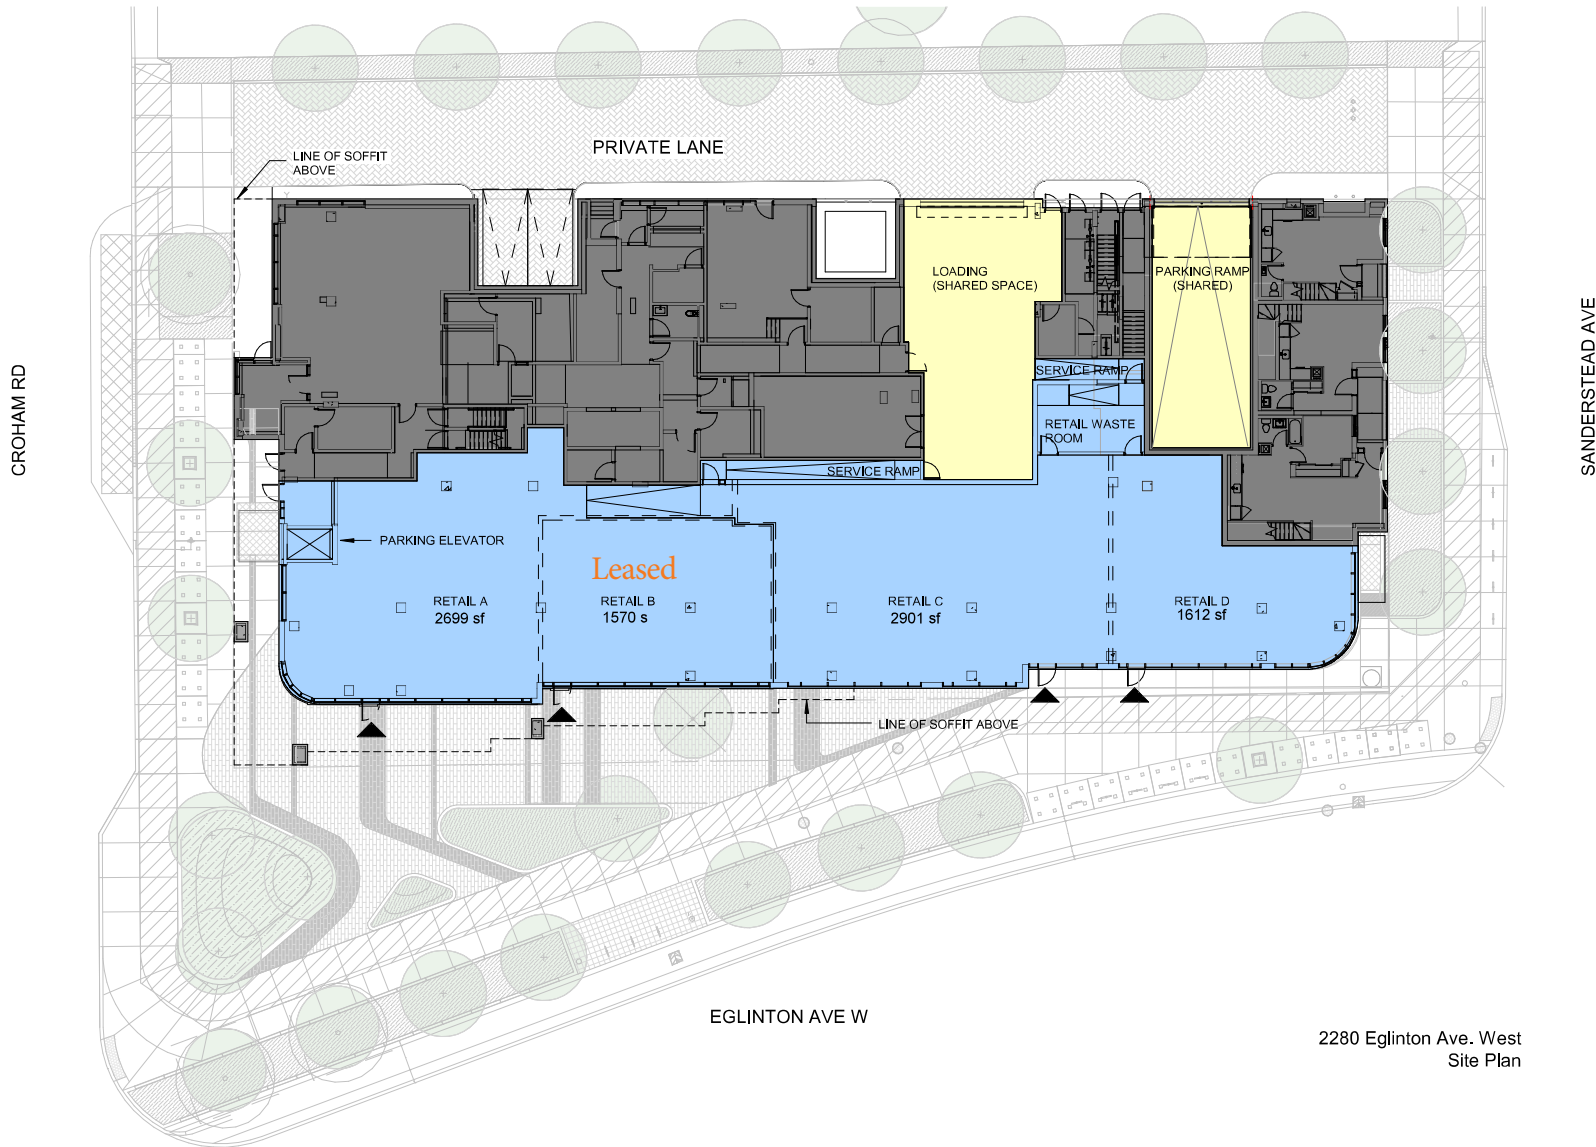 PRIVATE LANE
LINE OF SOFFIT
ABOVE
LOADING
(SHARED SPACE)
PARKING RAMP
(SHARED)
SERVICE RAMP
RETAIL WASTE
ROOM
SERVICE RAMP
CROHAM RD
SANDERSTEAD AVE
PARKING ELEVATOR
Leased
RETAIL A
2699 sf
RETAIL B
1570 s
RETAIL C
2901 sf
RETAIL D
1612 sf
LINE OF SOFFIT ABOVE
EGLINTON AVE W
2280 Eglinton Ave. West
Site Plan